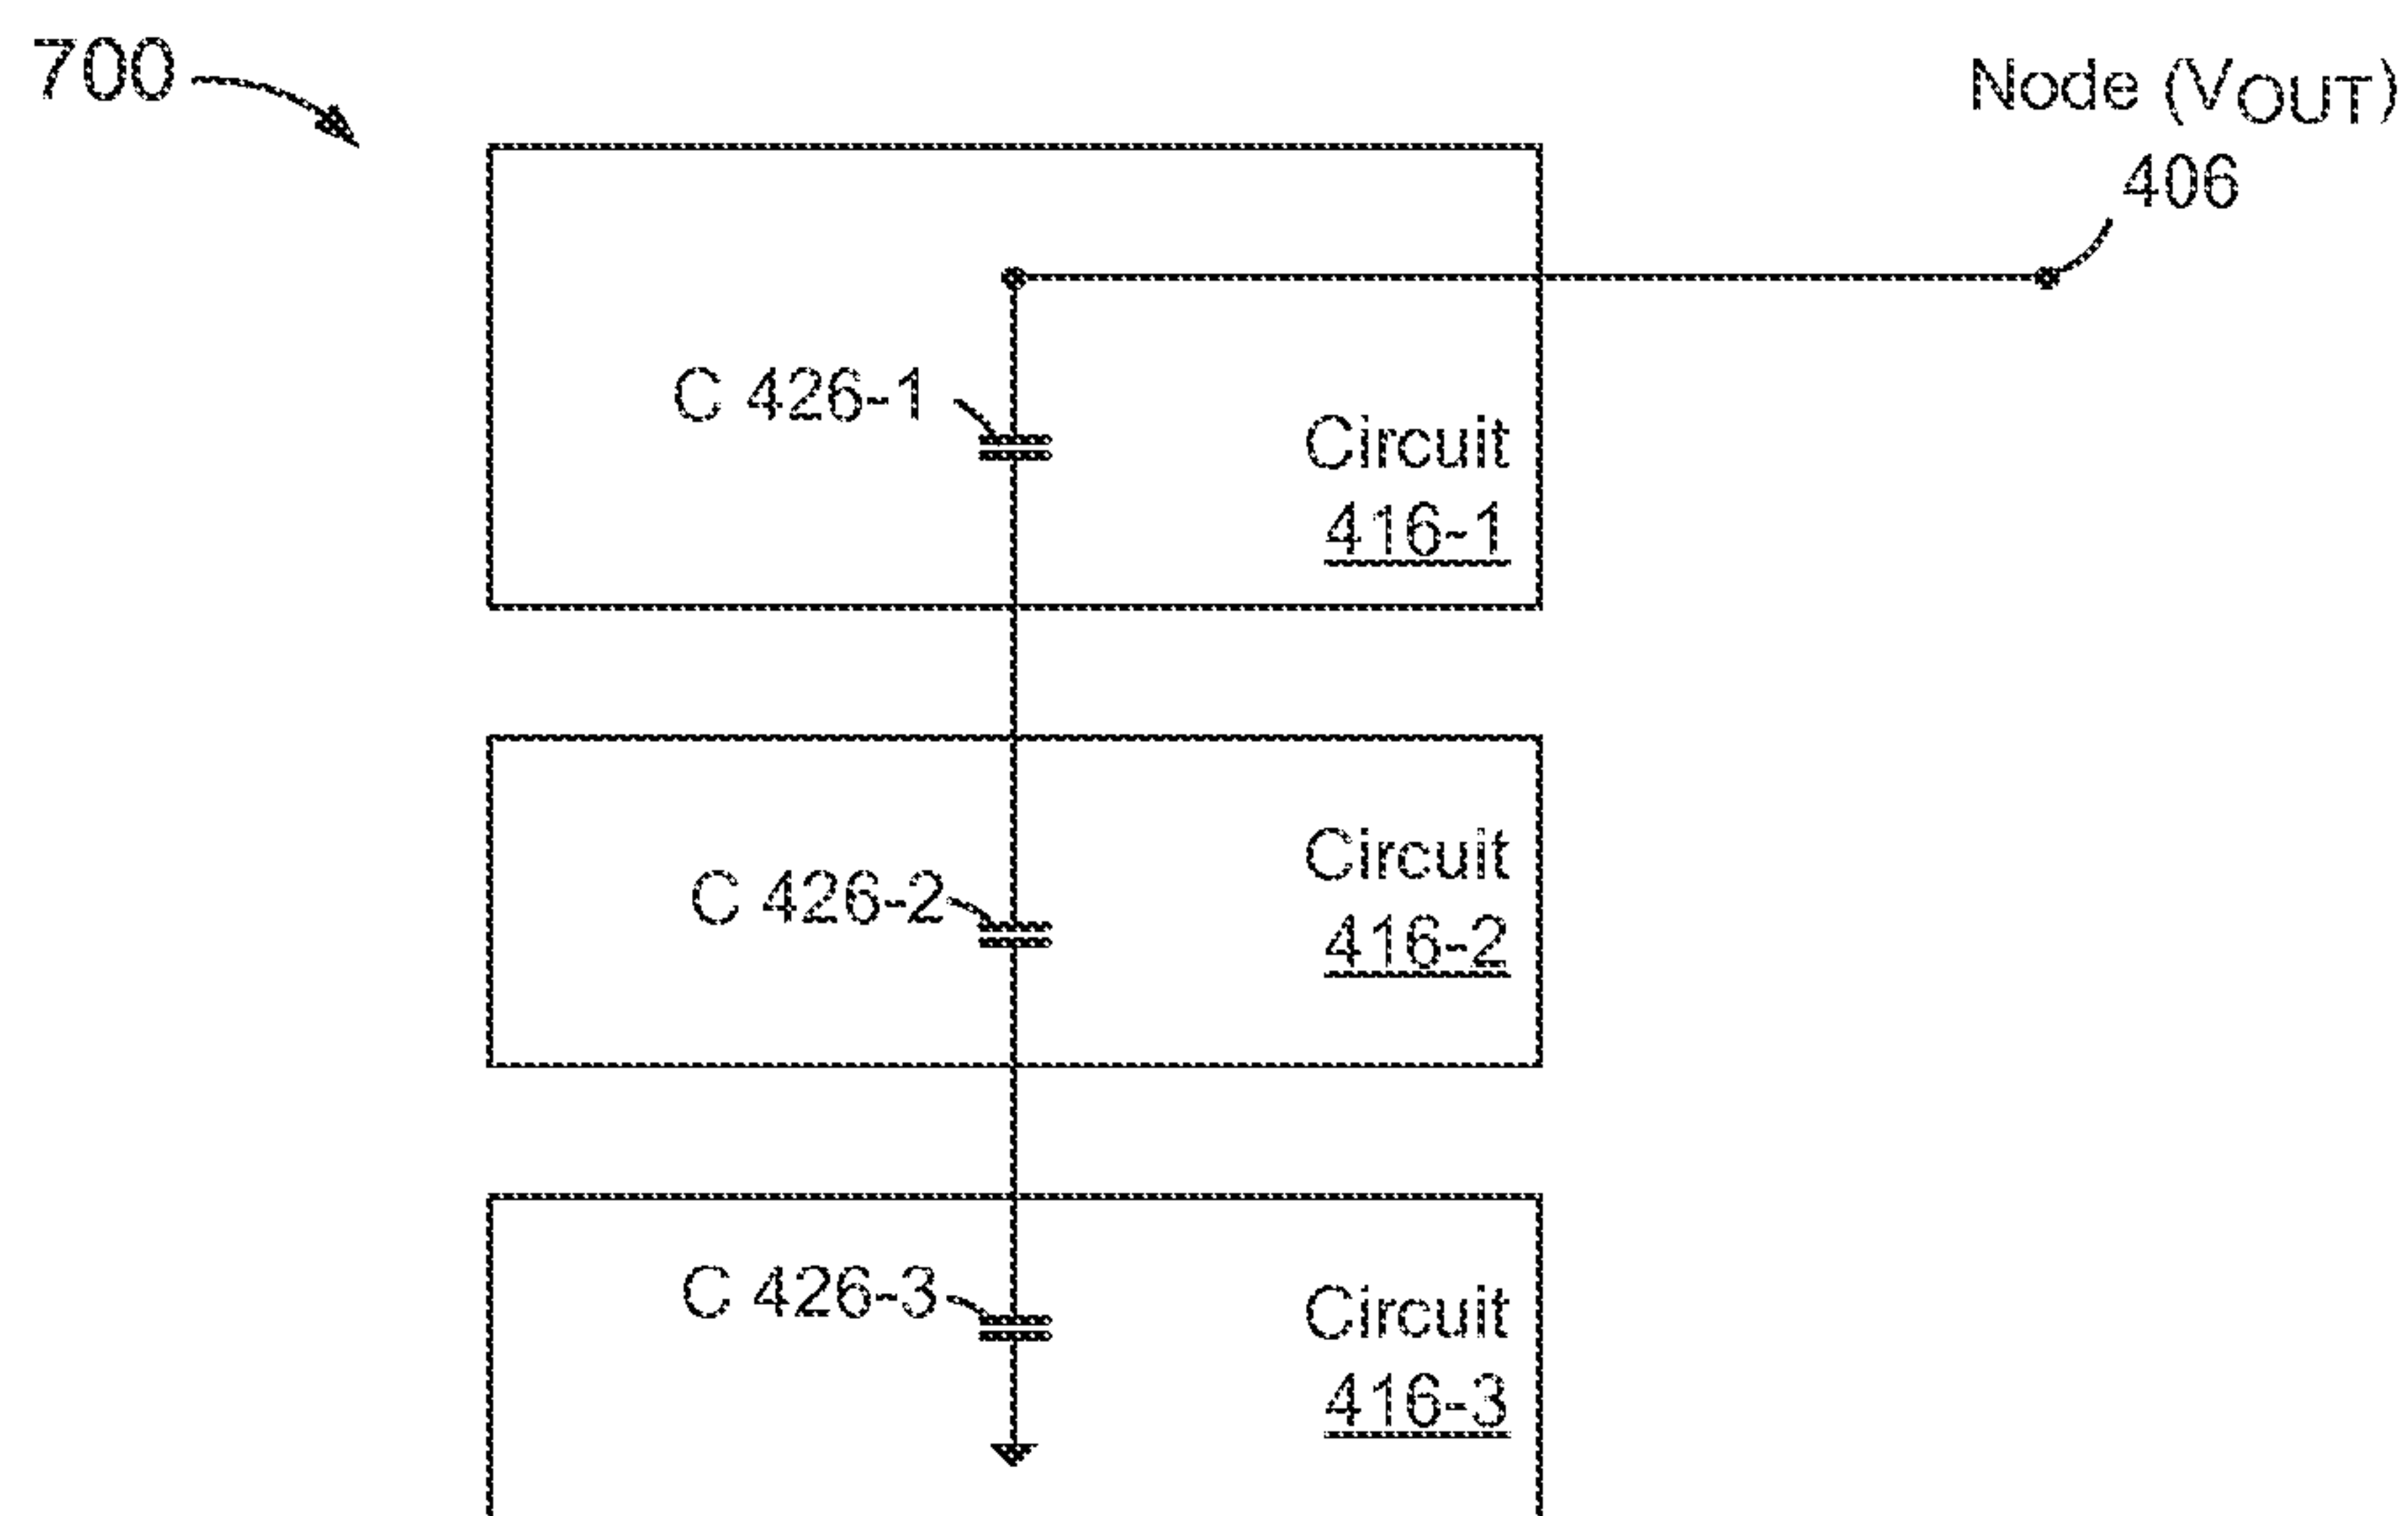 700
Node (VOUT)
406
C 426-1
Circuit
416-1
C 426-2
Circuit
416-2
C 426-3
Circuit
416-3